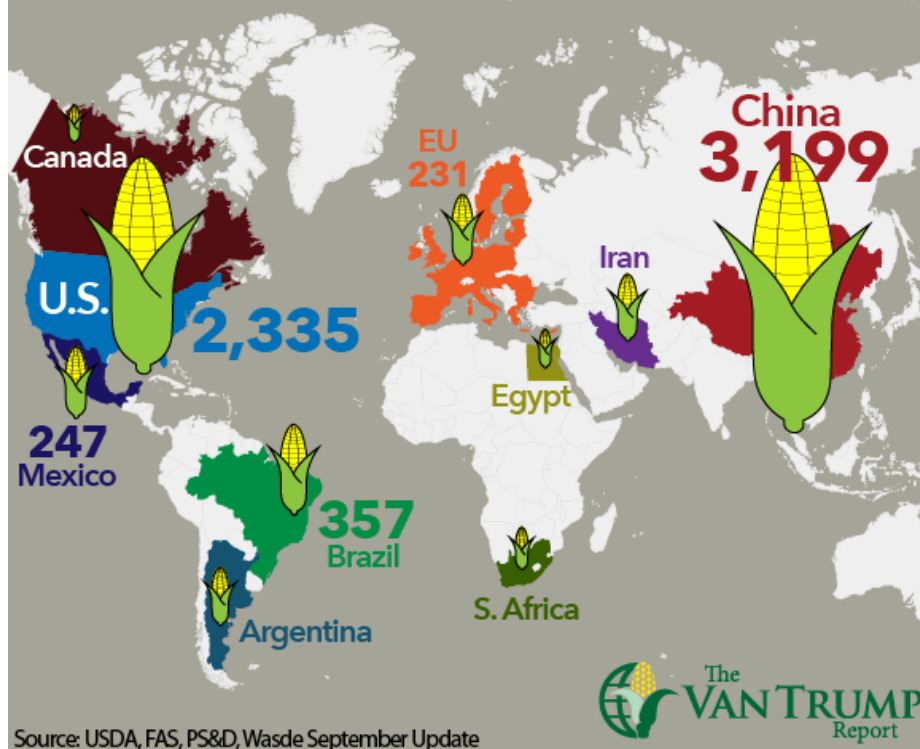 Canada
U.S.
2,335
247
Mexico
357
Brazil
Argentina
EU
231
Iran
Egypt
S. Africa
China
3,199
The
VAN TRUMP
Report
Source: USDA, FAS, PS&D, Wasde September Update